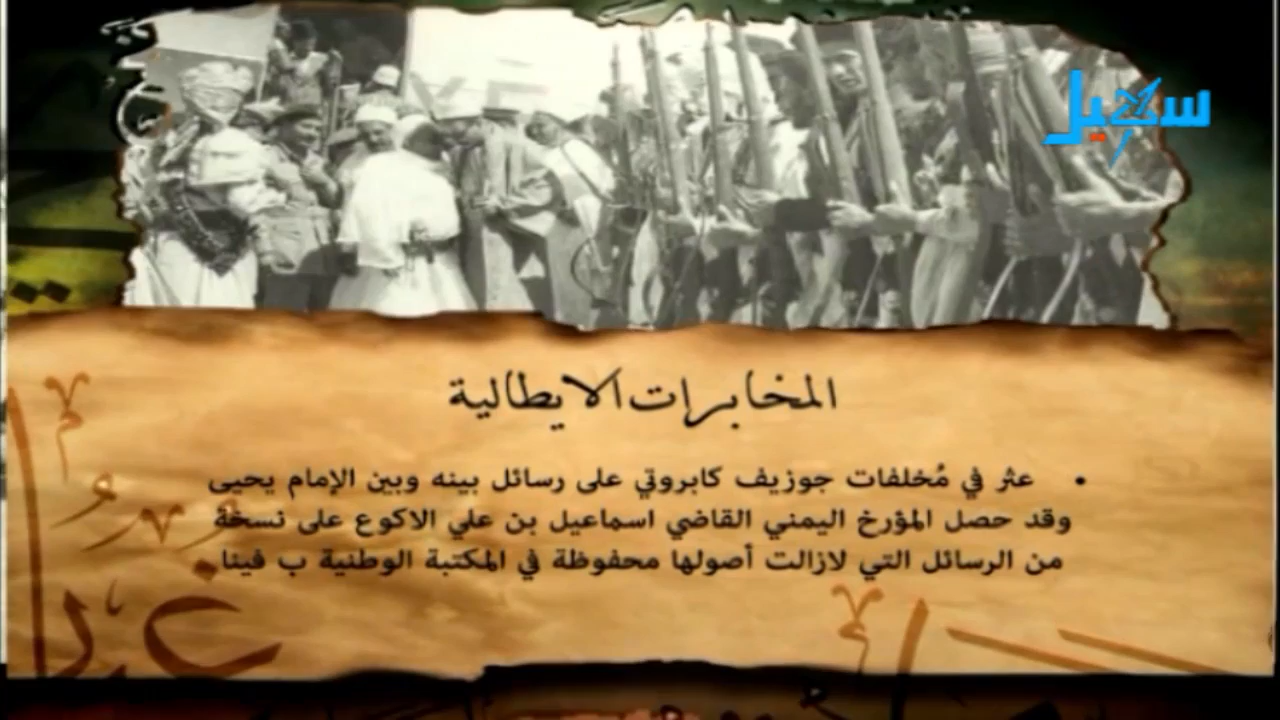 سهيل
المخابرات الايطالية
• عثر في مُخلفات جوزيف كابروتي على رسائل بينه وبين الإمام يحيى
وقد حصل المؤرخ اليمني القاضي اسماعيل بن علي الاكوع على نسخة
من الرسائل التي لازالت أصولها محفوظة في المكتبة الوطنية ب فينا